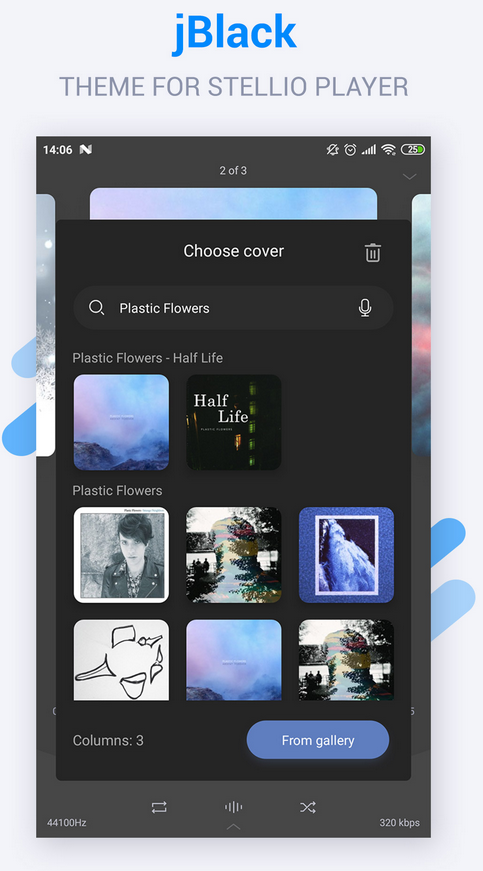 jBlack
THEME FOR STELLIO PLAYER
14:06
25
2 of 3
Choose cover
Plastic Flowers
Plastic Flowers - Half Life
Half
Life
PLASTIC FLOWERS
Plastic Flowers
Columns: 3
From gallery
44100Hz
320 kbps